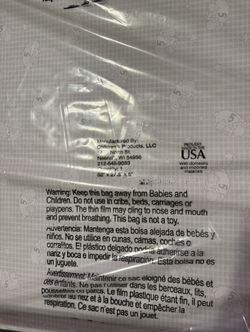 Manufactured By:
Children's Products, LLC
North St.
Neenah, WI 54956
PROUDLY
MADE IN
USA
With domestic
and imported
materials
Warning: Keep this bag away from Babies and
Children. Do not use in cribs, beds, carriages or
playpens. The thin film may cling to nose and mouth
and prevent breathing. This bag is not a toy.
Advertencia: Mantenga esta bolsa alejada de bebés y
niños. No se utilice en cunas, camas, coches o
corralitos. El plástico delgado podría adherirse a la
nariz y boca e impedir la respiración. Esta bolsa no es
un juguete.
Avertissement: Maintenir ce sac éloigné des bébés et
des enfants. Ne pas l'utiliser dans les berceaux, lits,
poussettes ou parcs. Le film plastique étant fin, il peut
adhérer au nez et à la bouche et empêcher la
respiration. Ce sac n'est pas un jouet.